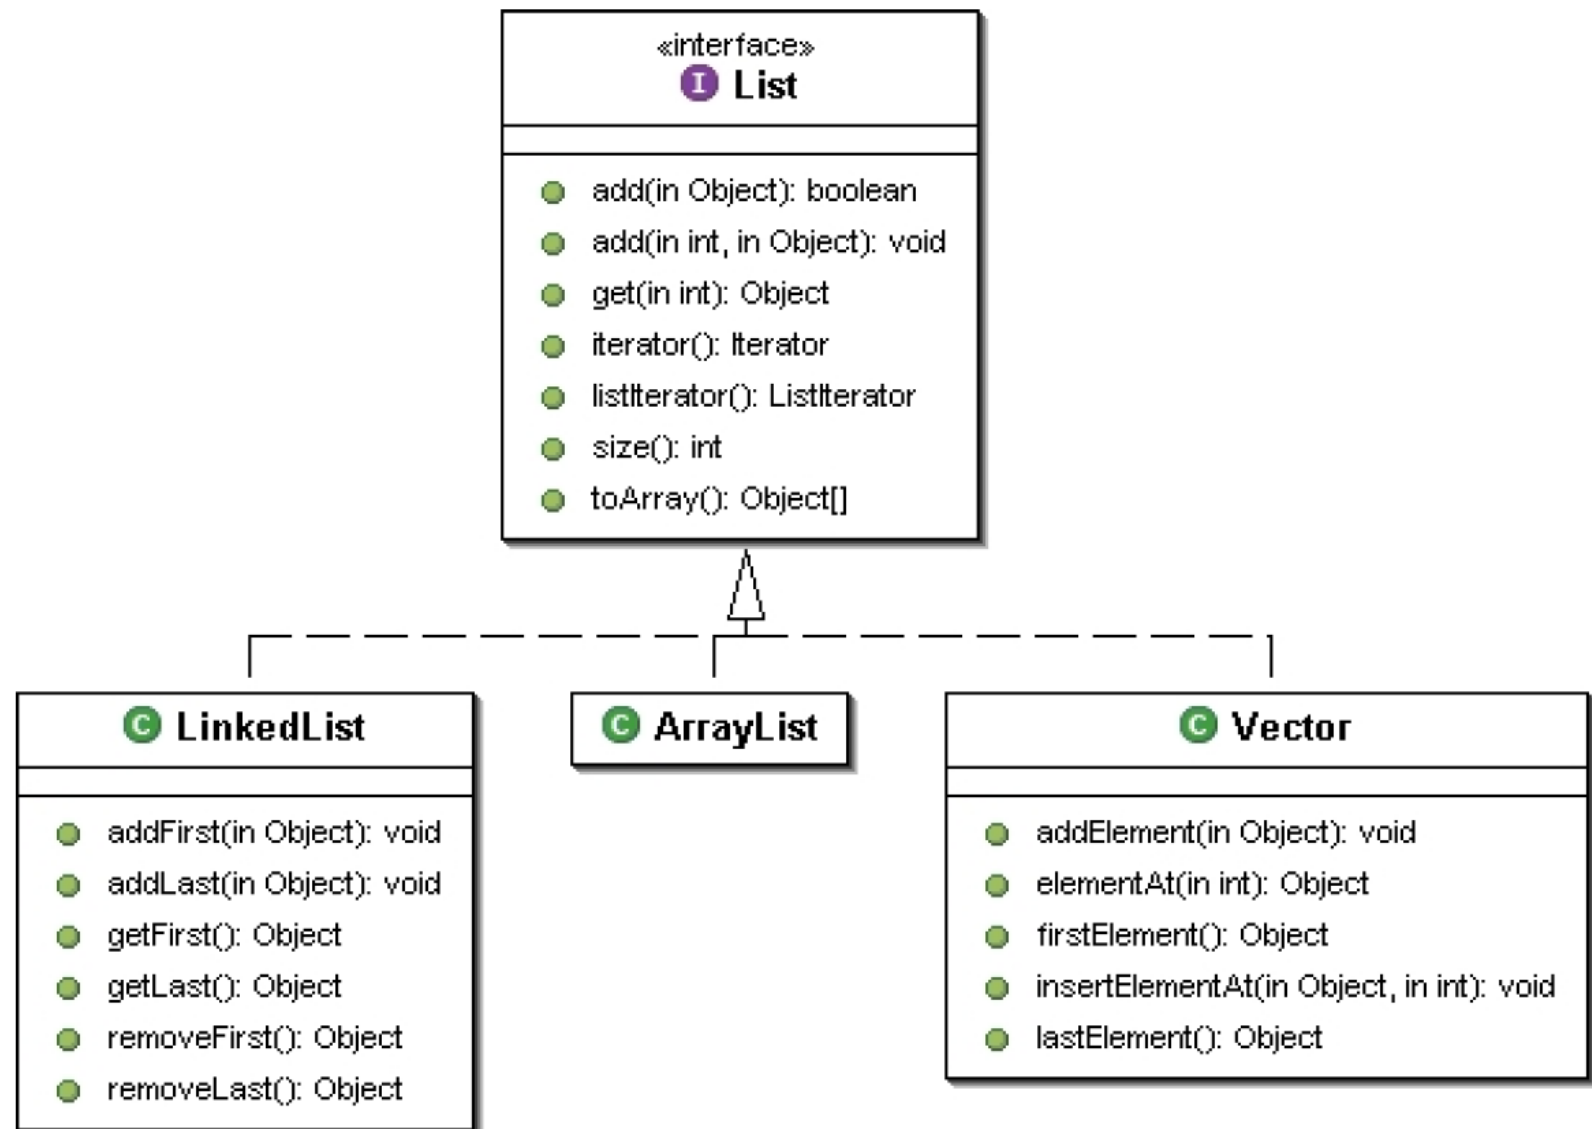 «interface»
I List
add(in Object): boolean
add(in int, in Object): void
get(in int): Object
iterator(): Iterator
listIterator(): ListIterator
size(): int
toArray(): Object[]
C LinkedList
addFirst(in Object): void
addLast(in Object): void
getFirst(): Object
getLast(): Object
removeFirst(): Object
removeLast(): Object
C ArrayList
C Vector
addElement(in Object): void
elementAt(in int): Object
firstElement(): Object
insertElementAt(in Object, in int): void
lastElement(): Object